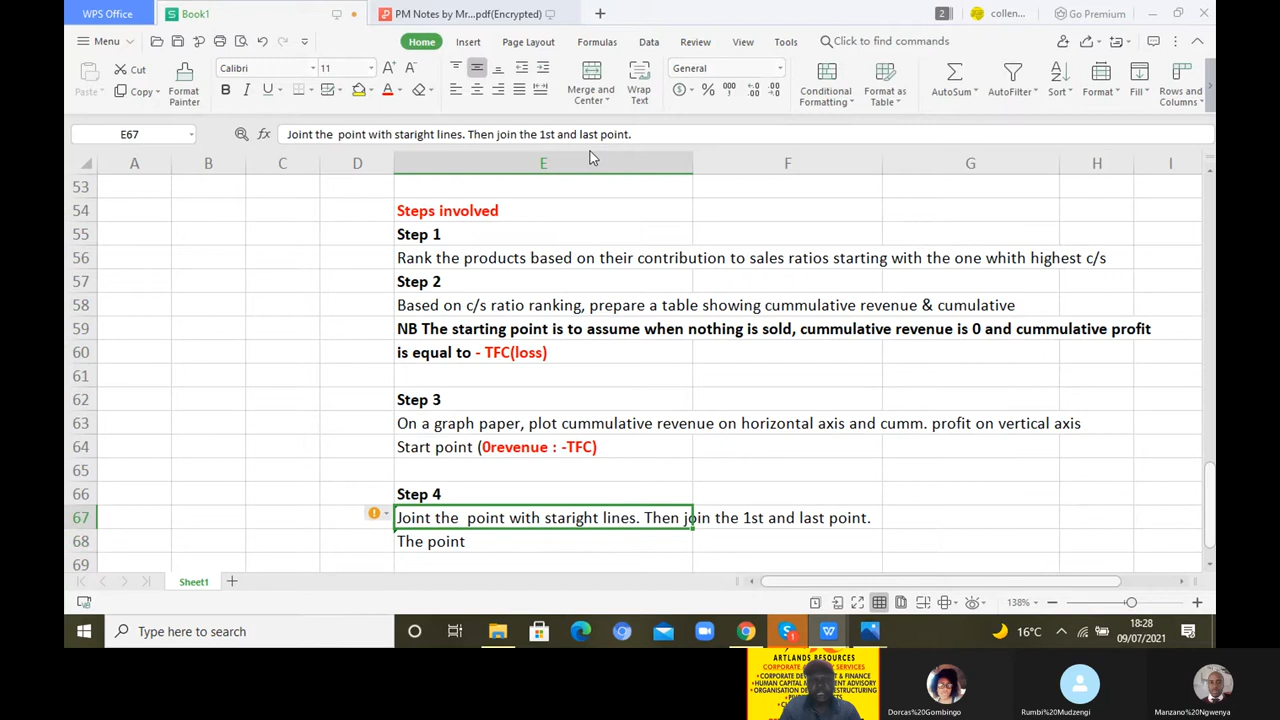 WPS Office
Book1
PM Notes by Mr...pdf(Encrypted)
+
2
collen...
Go Premium
Menu
Home
Insert
Page Layout
Formulas
Data
Review
View
Tools
Click to find commands
Cut
Copy
Format Painter
Calibri
11
A+
A-
B I U
A
Merge and Center
Wrap Text
General
% 000
Conditional Formatting
Format as Table
AutoSum
AutoFilter
Sort
Format
Fill
Rows and Columns
E67
fx
Joint the  point with staright lines. Then join the 1st and last point.
A B C D E F G H I
53
54 Steps involved
55 Step 1
56 Rank the products based on their contribution to sales ratios starting with the one whith highest c/s
57 Step 2
58 Based on c/s ratio ranking, prepare a table showing cummulative revenue & cumulative
59 NB The starting point is to assume when nothing is sold, cummulative revenue is 0 and cummulative profit
60 is equal to - TFC(loss)
61
62 Step 3
63 On a graph paper, plot cummulative revenue on horizontal axis and cumm. profit on vertical axis
64 Start point (0revenue : -TFC)
65
66 Step 4
67 Joint the  point with staright lines. Then join the 1st and last point.
68 The point
69
Sheet1 +
138%
Type here to search
16°C
18:28
09/07/2021
ARTLANDS RESOURCES
Dorcas%20Gombingo
Rumbi%20Mudzengi
Manzano%20Ngwenya